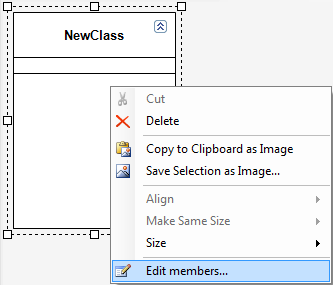 NewClass
Cut
Delete
Copy to Clipboard as Image
Save Selection as Image...
Align
Make Same Size
Size
Edit members...